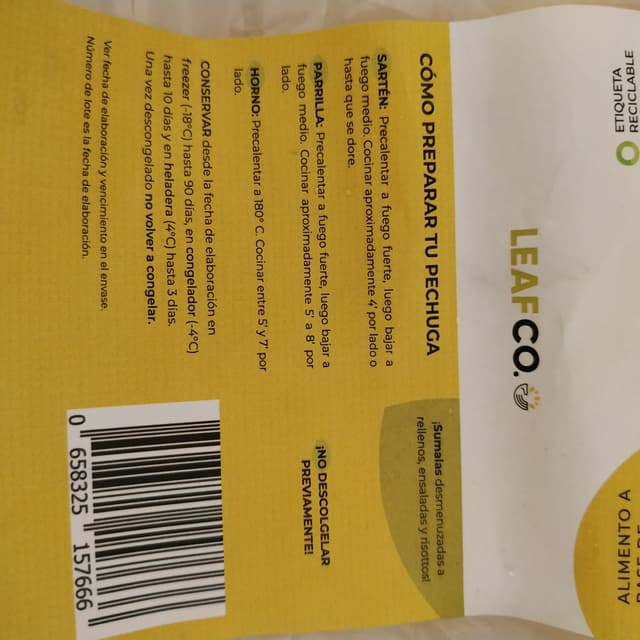 ETIQUETA
RECICLABLE
LEAFCO.
ALIMENTO A
CÓMO PREPARAR TU PECHUGA
SARTÉN: Precalentar a fuego fuerte, luego bajar a
fuego medio. Cocinar aproximadamente 4' por lado o
hasta que se dore.
PARRILLA: Precalentar a fuego fuerte, luego bajar a
fuego medio. Cocinar aproximadamente 5' a 8' por
lado.
HORNO: Precalentar a 180° C. Cocinar entre 5' y 7' por
lado.
¡Sumalas desmenuzadas a
rellenos, ensaladas y risottos!
¡NO DESCOLGELAR
PREVIAMENTE!
CONSERVAR desde la fecha de elaboración en
freezer (-18°C) hasta 90 días, en congelador (-4°C)
hasta 10 días y en heladera (4°C) hasta 3 días.
Una vez descongelado no volver a congelar.
Ver fecha de elaboración y vencimiento en el envase.
Número de lote es la fecha de elaboración.
0 658325 157666